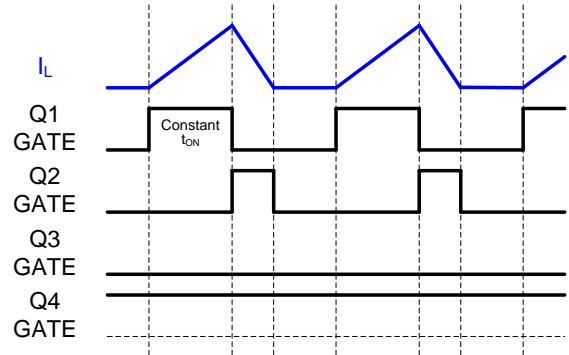 I_L
Q1
GATE
Constant
t_ON
Q2
GATE
Q3
GATE
Q4
GATE